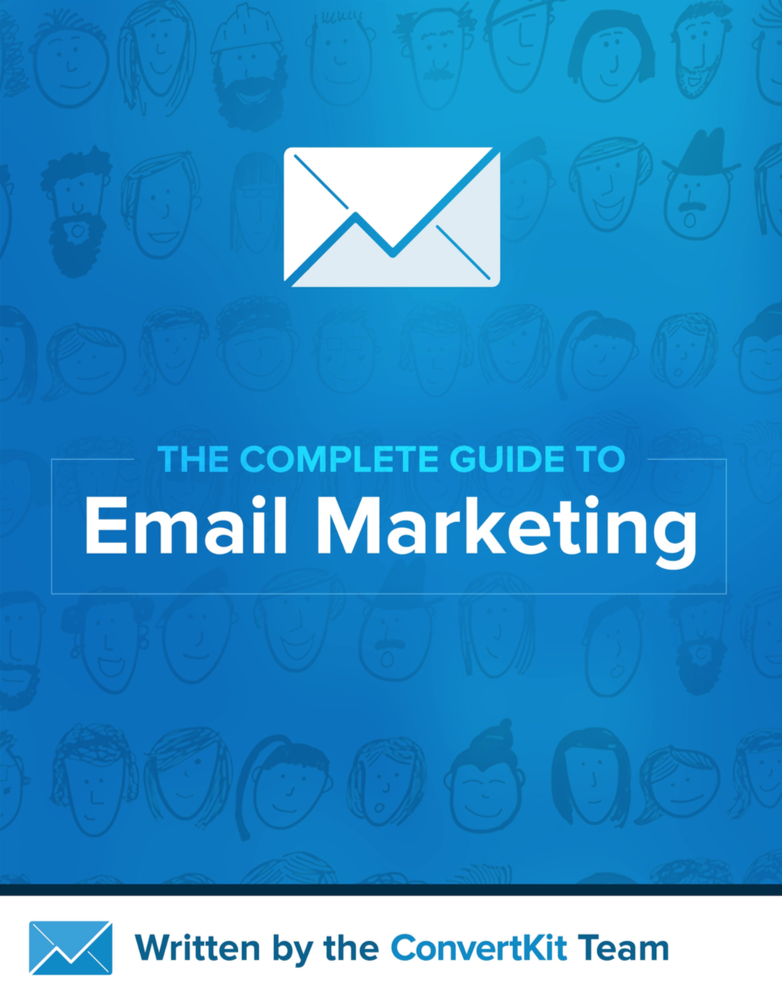 THE COMPLETE GUIDE TO
Email Marketing
Written by the ConvertKit Team